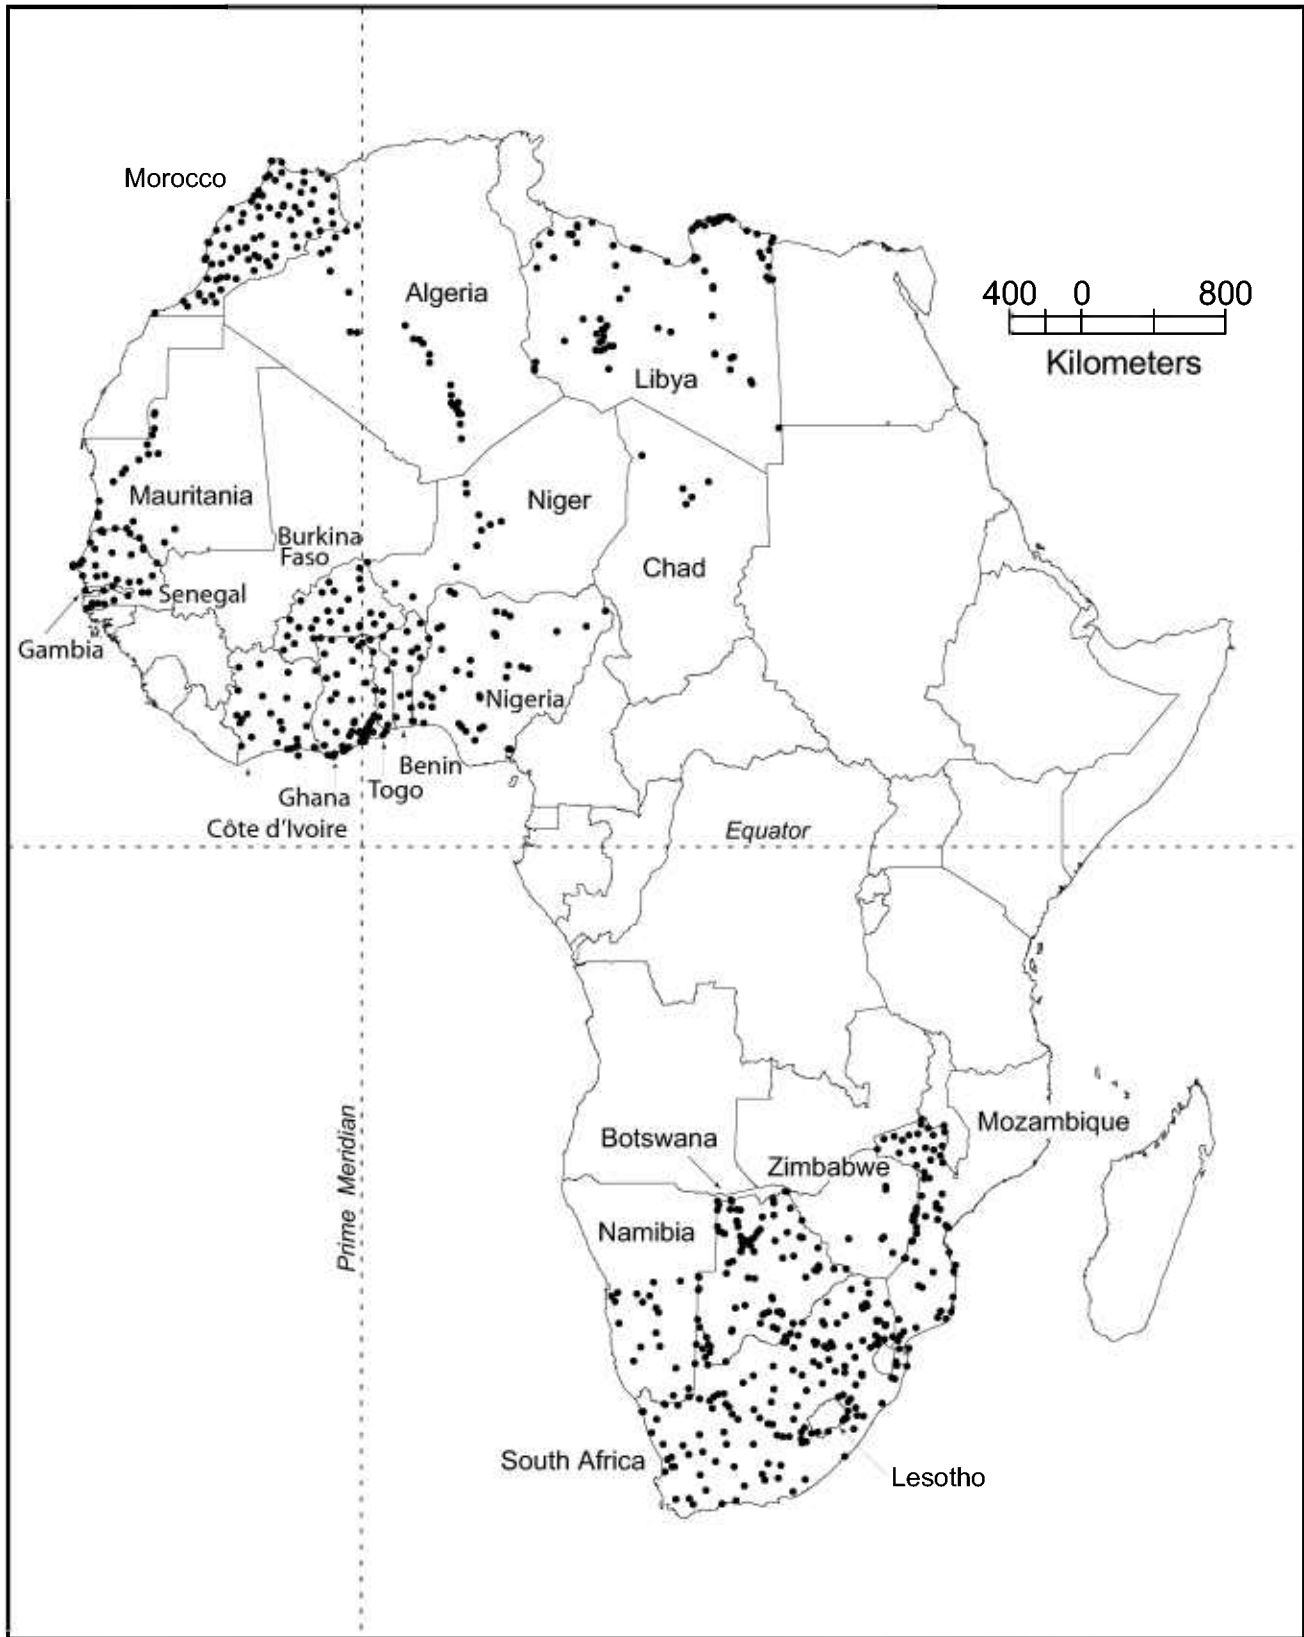 Morocco
Algeria
400 0 800
Kilometers
Libya
Mauritania
Niger
Burkina
Faso
Chad
Senegal
Gambia
Nigeria
Benin
Togo
Ghana
Côte d'Ivoire
Equator
Prime Meridian
Mozambique
Botswana
Zimbabwe
Namibia
South Africa
Lesotho